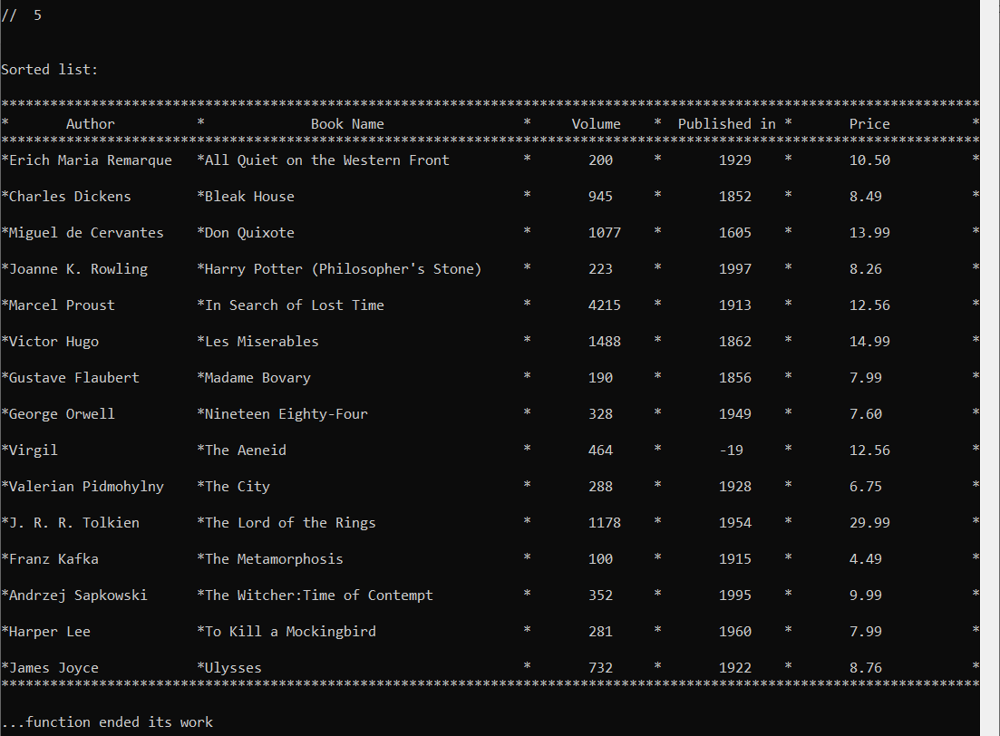 //  5
Sorted list:
************************************************************************************************************************
*       Author          *             Book Name                 *     Volume    *  Published in *       Price          *
************************************************************************************************************************
*Erich Maria Remarque   *All Quiet on the Western Front         *       200     *       1929    *       10.50          *
*Charles Dickens        *Bleak House                            *       945     *       1852    *       8.49           *
*Miguel de Cervantes    *Don Quixote                            *       1077    *       1605    *       13.99          *
*Joanne K. Rowling      *Harry Potter (Philosopher's Stone)     *       223     *       1997    *       8.26           *
*Marcel Proust          *In Search of Lost Time                 *       4215    *       1913    *       12.56          *
*Victor Hugo            *Les Miserables                         *       1488    *       1862    *       14.99          *
*Gustave Flaubert       *Madame Bovary                          *       190     *       1856    *       7.99           *
*George Orwell          *Nineteen Eighty-Four                   *       328     *       1949    *       7.60           *
*Virgil                 *The Aeneid                             *       464     *       -19     *       12.56          *
*Valerian Pidmohylny    *The City                               *       288     *       1928    *       6.75           *
*J. R. R. Tolkien       *The Lord of the Rings                  *       1178    *       1954    *       29.99          *
*Franz Kafka            *The Metamorphosis                      *       100     *       1915    *       4.49           *
*Andrzej Sapkowski      *The Witcher:Time of Contempt           *       352     *       1995    *       9.99           *
*Harper Lee             *To Kill a Mockingbird                  *       281     *       1960    *       7.99           *
*James Joyce            *Ulysses                                *       732     *       1922    *       8.76           *
************************************************************************************************************************
...function ended its work